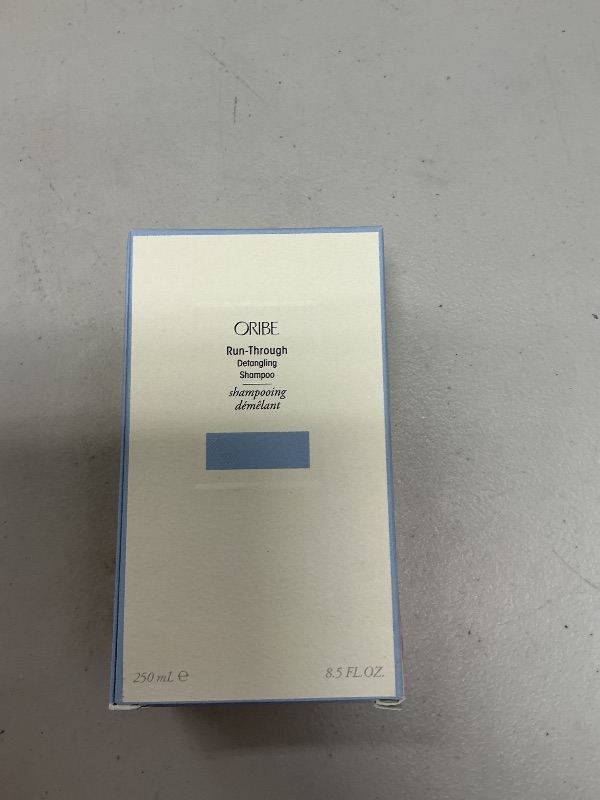 ORIBE
Run-Through
Detangling
Shampoo
shampooing
démêlant
250 mL ℮
8.5 FL.OZ.